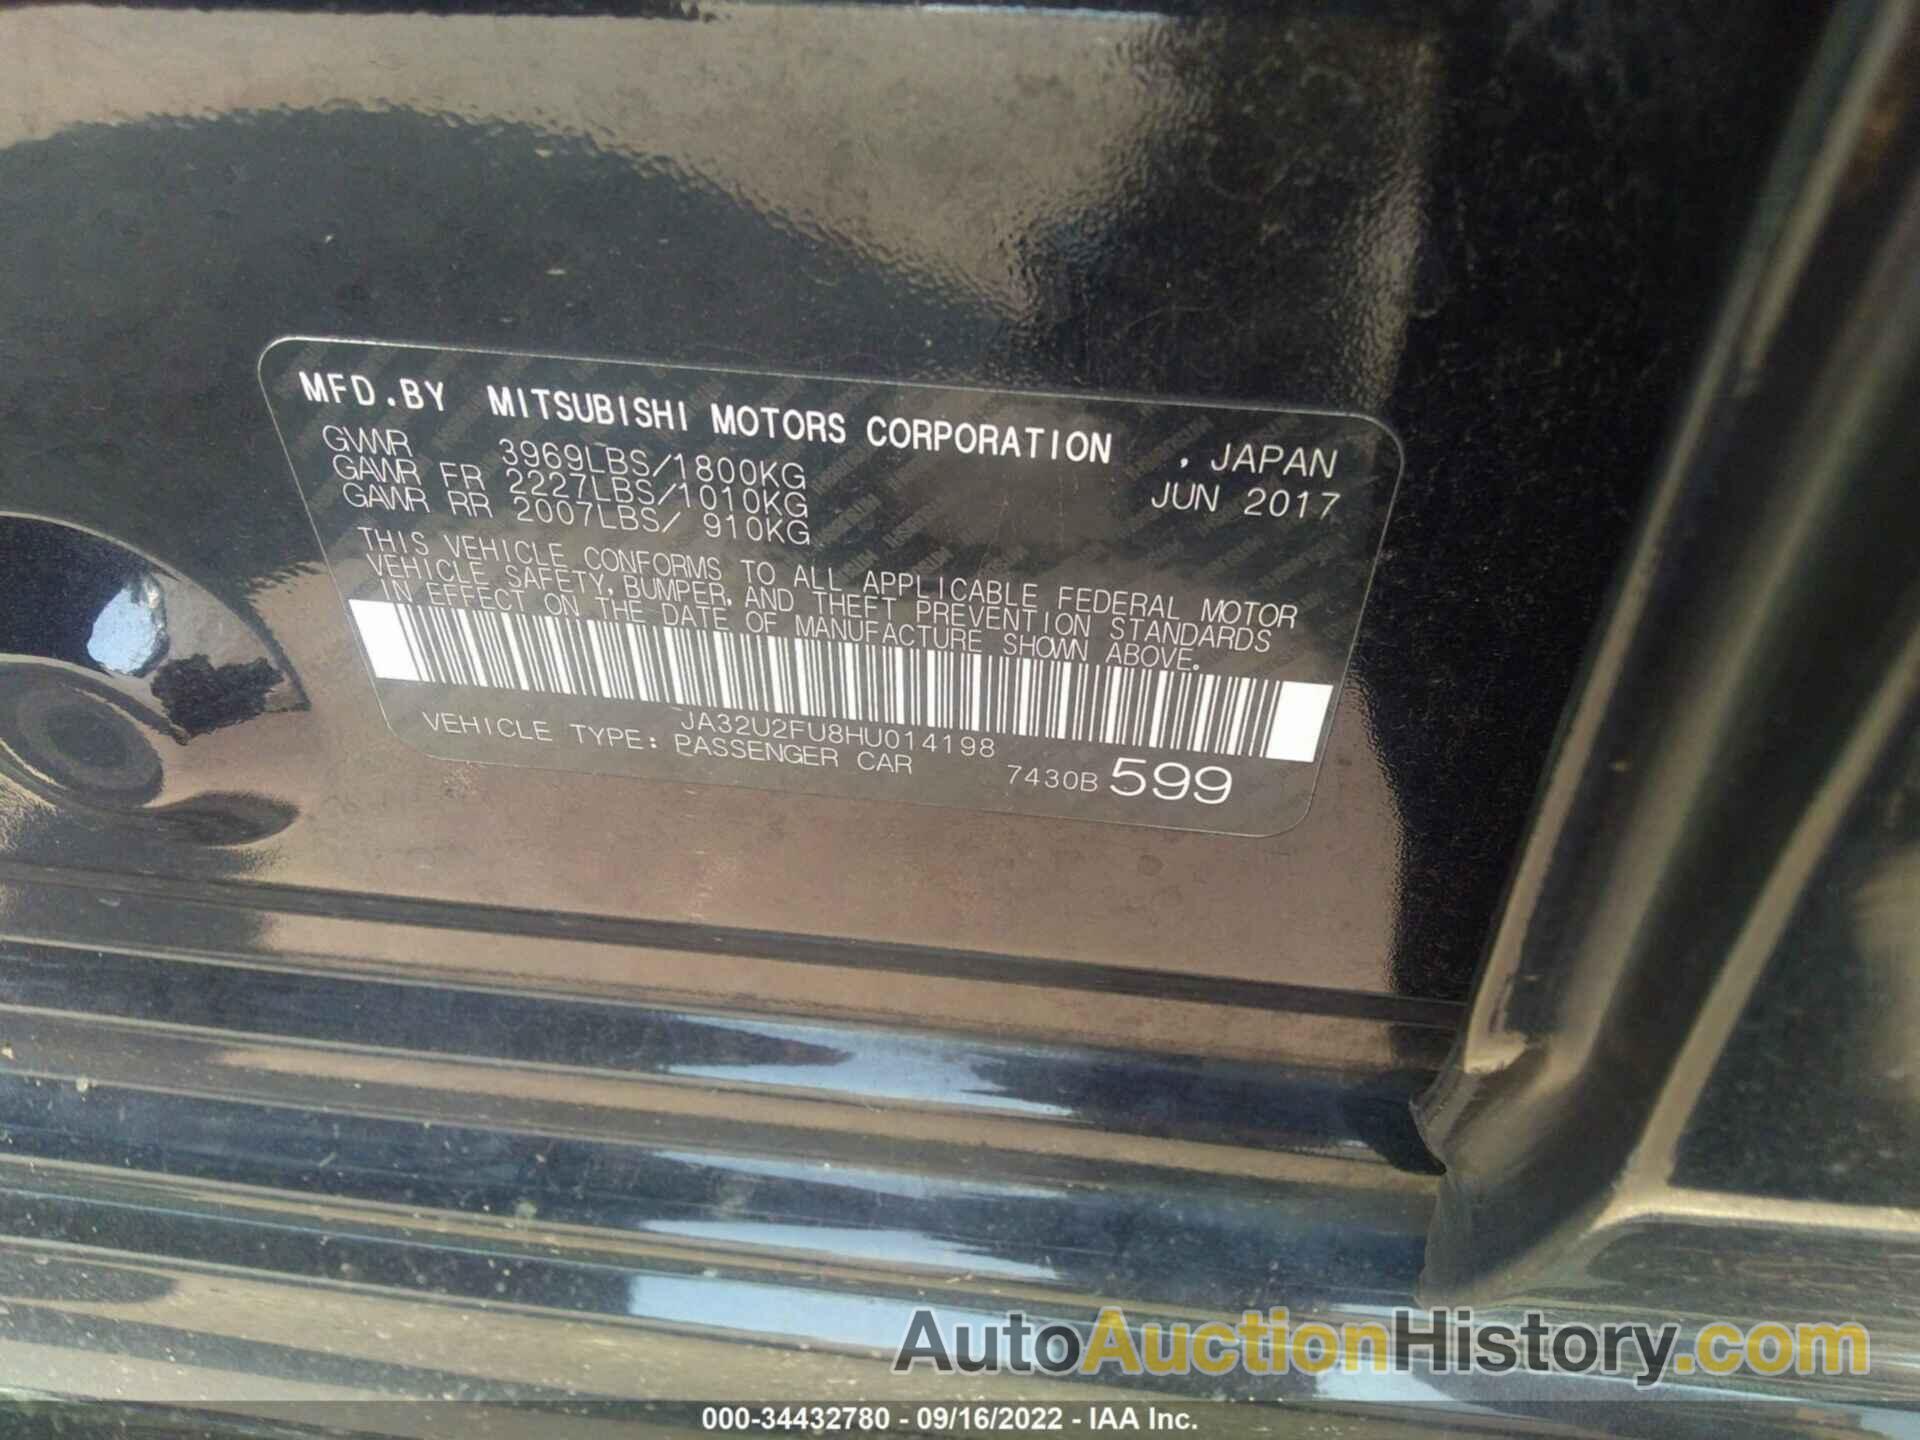 MFD.BY MITSUBISHI MOTORS CORPORATION , JAPAN
GVWR 3969LBS/1800KG JUN 2017
GAWR FR 2227LBS/1010KG
GAWR RR 2007LBS/ 910KG
THIS VEHICLE CONFORMS TO ALL APPLICABLE FEDERAL MOTOR
VEHICLE SAFETY, BUMPER, AND THEFT PREVENTION STANDARDS
IN EFFECT ON THE DATE OF MANUFACTURE SHOWN ABOVE.
JA32U2FU8HU014198
VEHICLE TYPE: PASSENGER CAR
7430B 599
AutoAuctionHistory.com
000-34432780 - 09/16/2022 - IAA Inc.